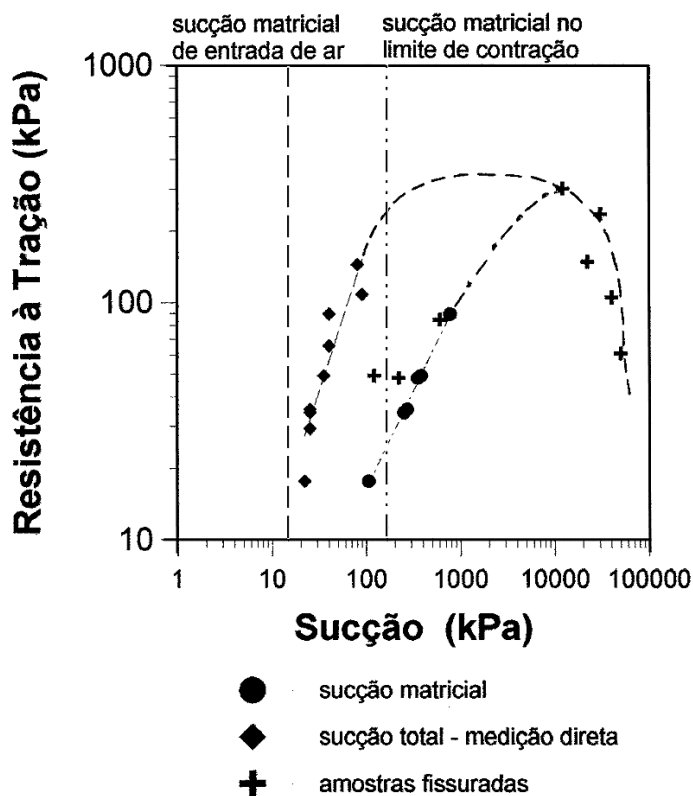 sucção matricial
de entrada de ar
sucção matricial no
limite de contração
Resistência à Tração (kPa)
1000
100
10
1
10
100
1000
10000
100000
Sucção (kPa)
sucção matricial
sucção total - medição direta
amostras fissuradas